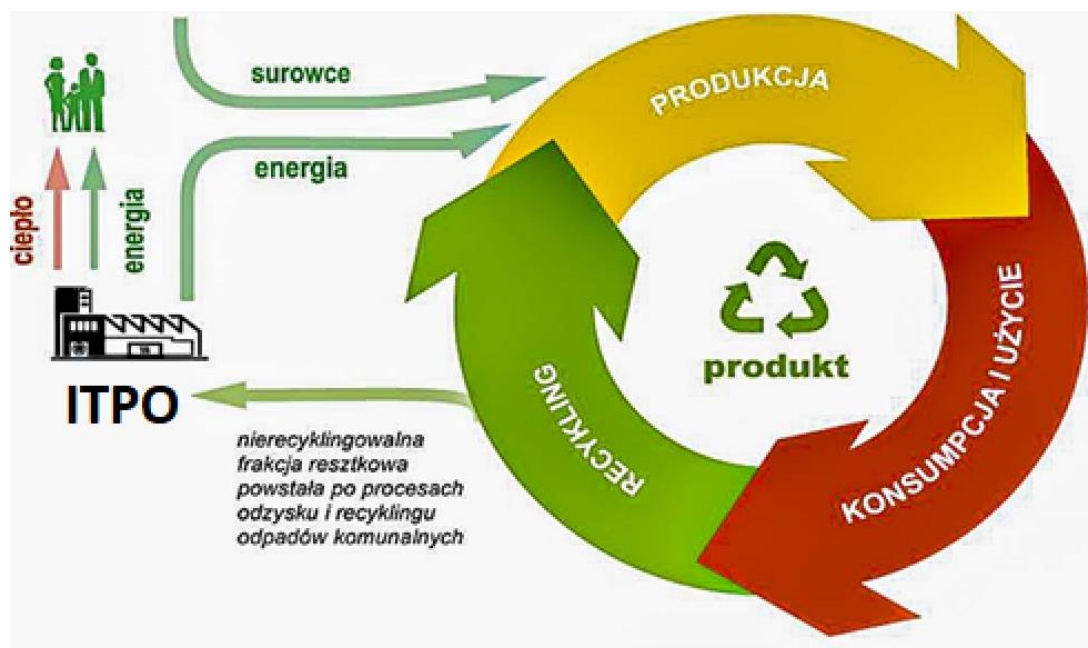 surowce
PRODUKCJA
energia
ciepło
energia
KONSUMPCJA I UŻYCIE
produkt
RECYKLING
ITPO
nierecyklingowalna
frakcja resztkowa
powstała po procesach
odzysku i recyklingu
odpadów komunalnych